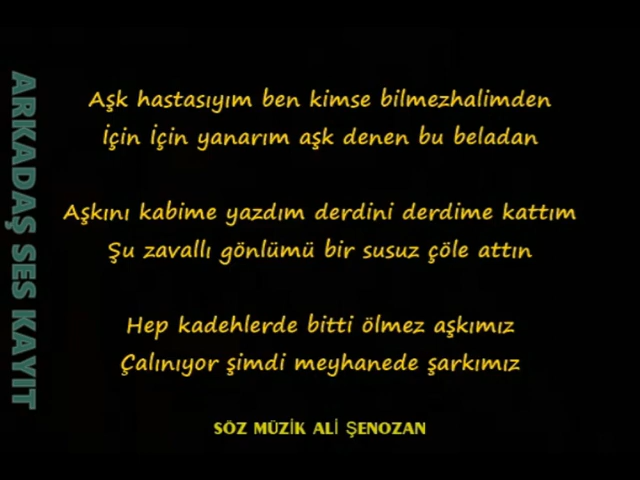 ARKADAŞ SES KAYIT
Aşk hastasıyım ben kimse bilmezhalimden
İçin İçin yanarım aşk denen bu beladan
Aşkını kabime yazdım derdini derdime kattım
Şu zavallı gönlümü bir susuz çöle attın
Hep kadehlerde bitti ölmez aşkımız
Çalınıyor şimdi meyhanede şarkımız
SÖZ MÜZİK ALİ ŞENOZAN